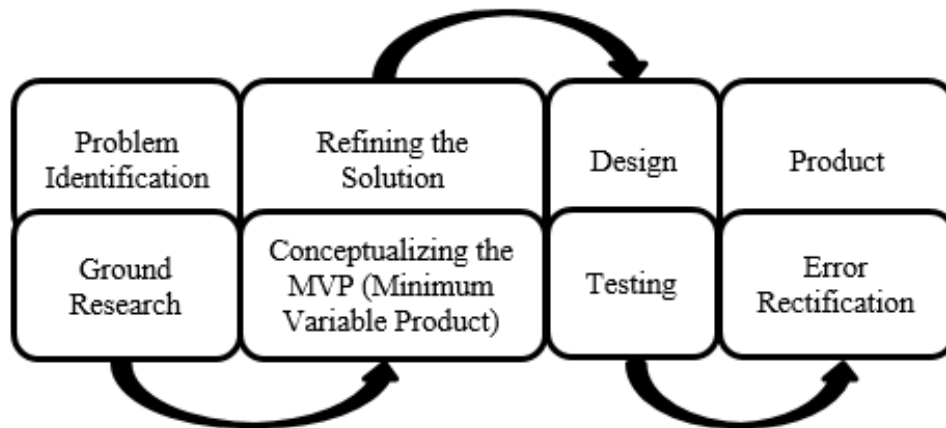 Problem
Identification
Ground
Research
Refining the
Solution
Conceptualizing the
MVP (Minimum
Variable Product)
Design
Testing
Product
Error
Rectification